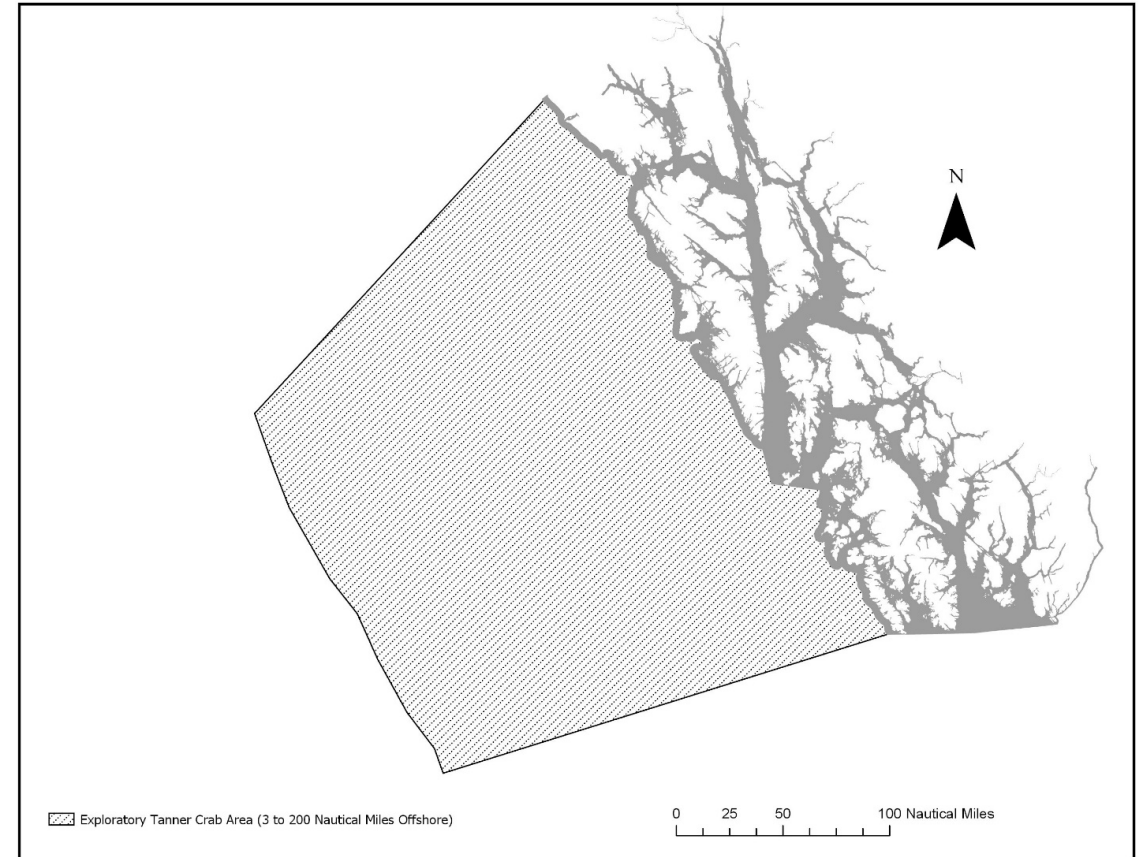 N
Exploratory Tanner Crab Area (3 to 200 Nautical Miles Offshore)
0 25 50 100 Nautical Miles